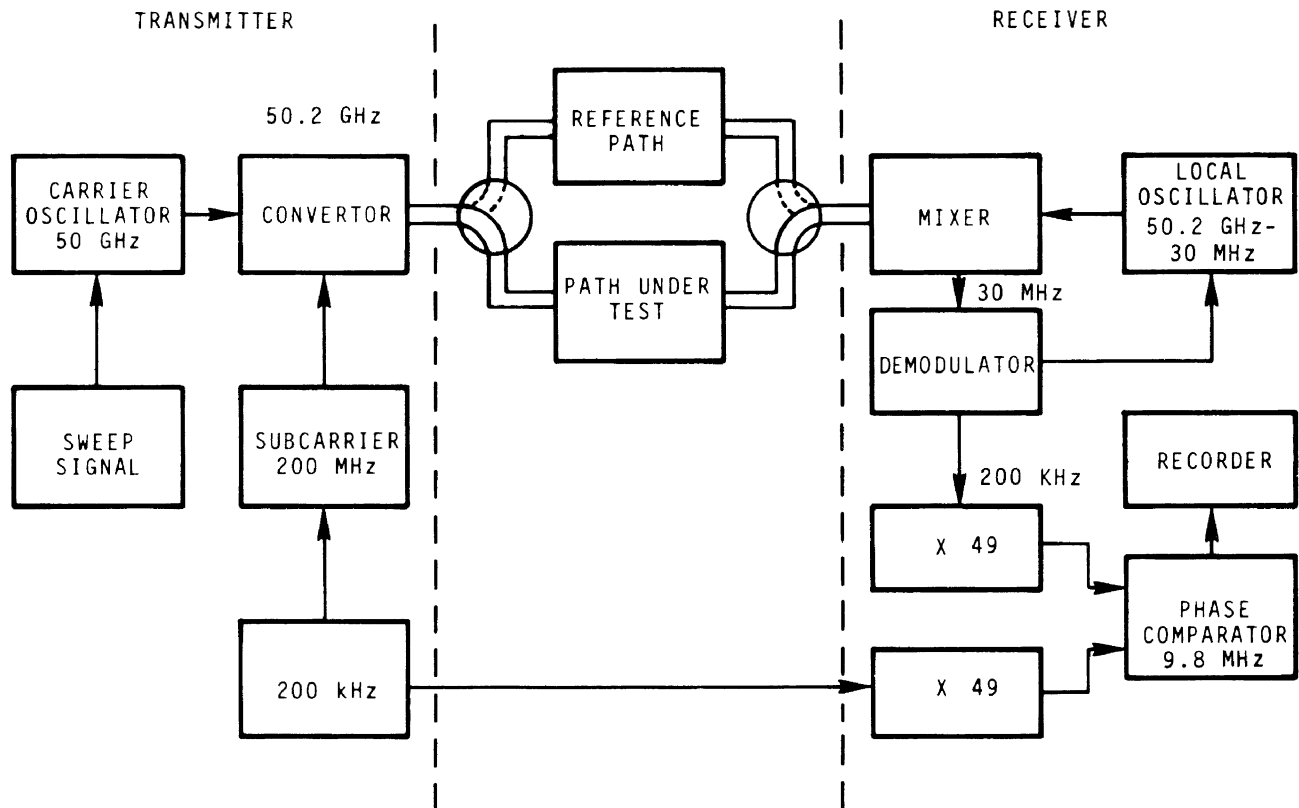 TRANSMITTER
RECEIVER
50.2 GHz
REFERENCE
PATH
CARRIER
OSCILLATOR
50 GHz
CONVERTOR
MIXER
LOCAL
OSCILLATOR
50.2 GHz-
30 MHz
PATH UNDER
TEST
30 MHz
DEMODULATOR
SWEEP
SIGNAL
SUBCARRIER
200 MHz
RECORDER
200 KHz
X 49
PHASE
COMPARATOR
9.8 MHz
200 kHz
X 49